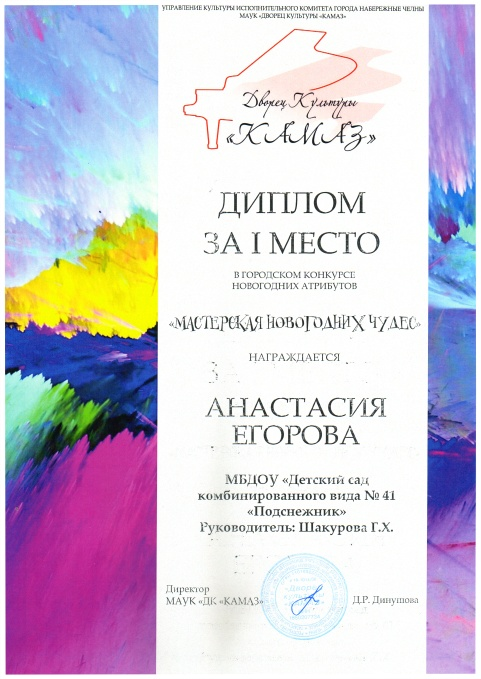 УПРАВЛЕНИЕ КУЛЬТУРЫ ИСПОЛНИТЕЛЬНОГО КОМИТЕТА ГОРОДА НАБЕРЕЖНЫЕ ЧЕЛНЫ
МАУК «ДВОРЕЦ КУЛЬТУРЫ «КАМАЗ»
Дворец Культуры
«КАМАЗ»
ДИПЛОМ
ЗА I МЕСТО
В ГОРОДСКОМ КОНКУРСЕ
НОВОГОДНИХ АТРИБУТОВ
«МАСТЕРСКАЯ НОВОГОДНИХ ЧУДЕС»
НАГРАЖДАЕТСЯ
АНАСТАСИЯ
ЕГОРОВА
МБДОУ «Детский сад
комбинированного вида № 41
«Подснежник»
Руководитель: Шакурова Г.Х.
Директор
МАУК «ДК «КАМАЗ»
Д.Р. Динушова